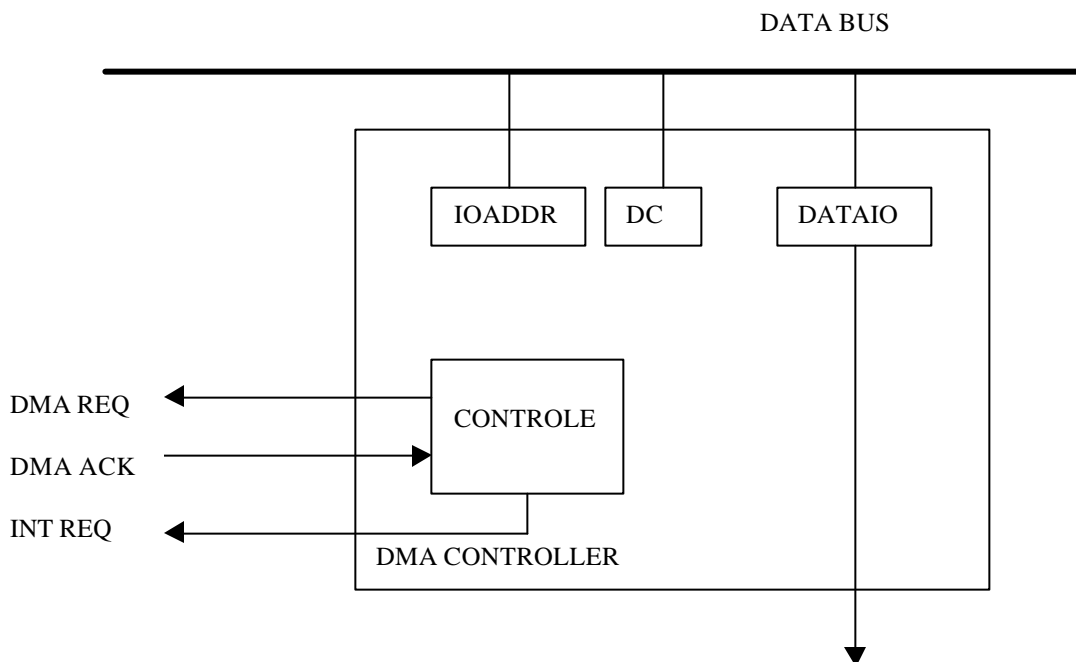 DATA BUS
IOADDR
DC
DATAIO
DMA REQ
CONTROLE
DMA ACK
INT REQ
DMA CONTROLLER